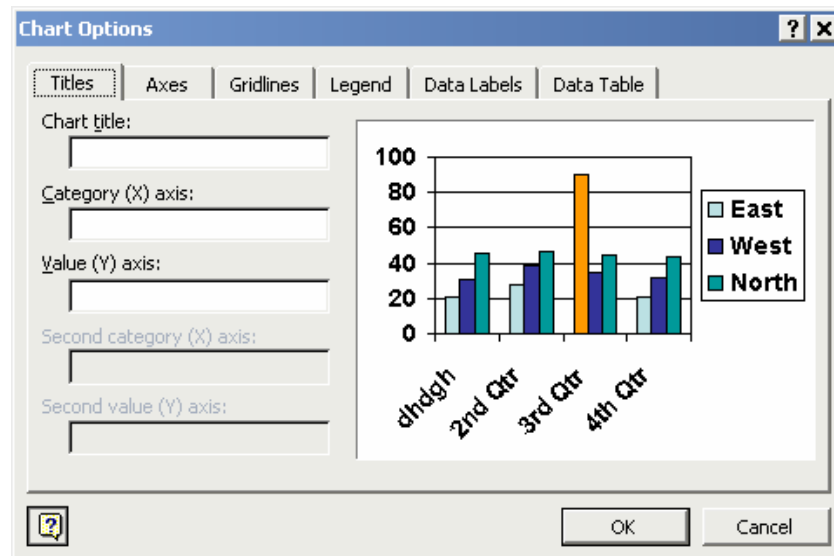 Chart Options
Titles Axes Gridlines Legend Data Labels Data Table
Chart title:
Category (X) axis:
Value (Y) axis:
Second category (X) axis:
Second value (Y) axis:
100
80
60
40
20
0
dhdgh 2nd Qtr 3rd Qtr 4th Qtr
East
West
North
OK Cancel